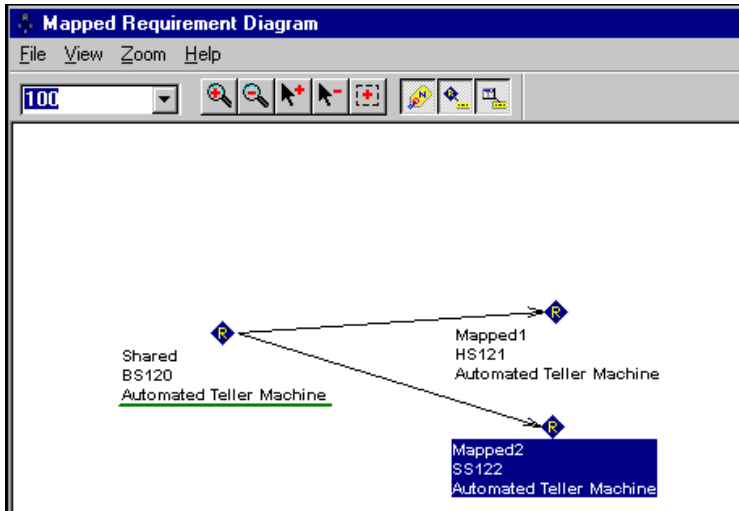 Mapped Requirement Diagram
File View Zoom Help
100
N R
R R
Shared
BS120
Automated Teller Machine
Mapped1
HS121
Automated Teller Machine
R
Mapped2
SS122
Automated Teller Machine